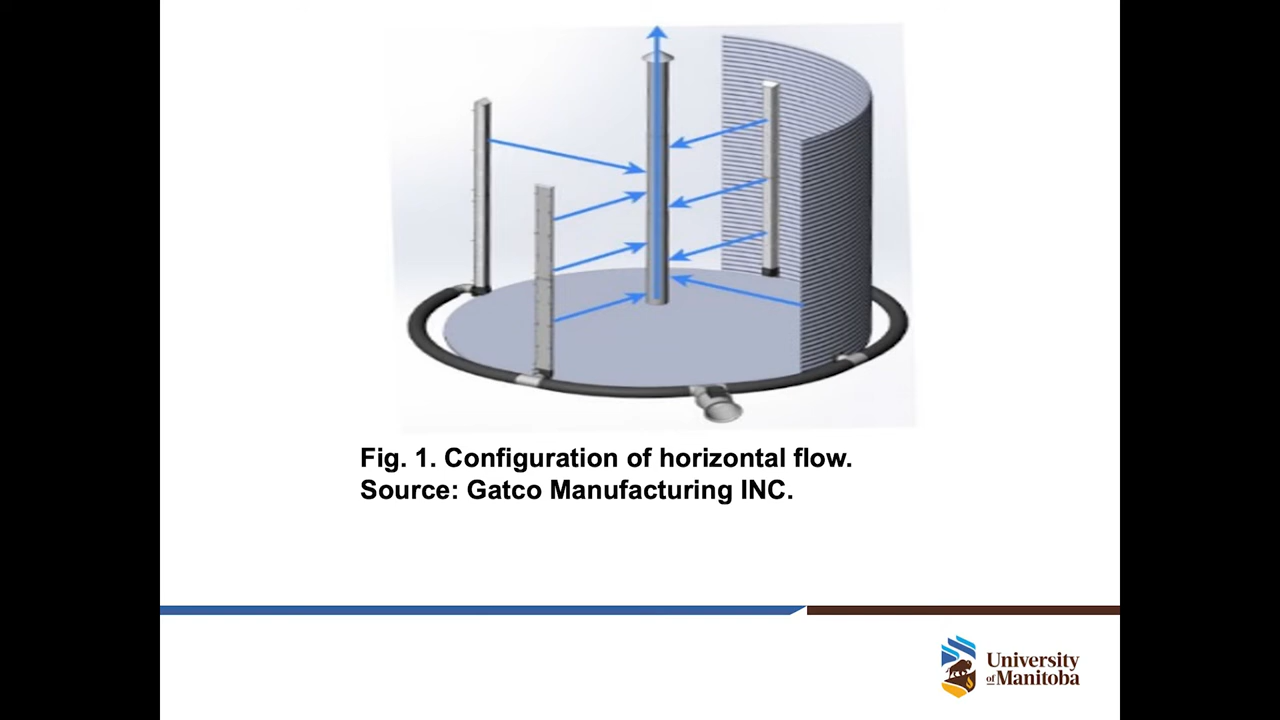 Fig. 1. Configuration of horizontal flow.
Source: Gatco Manufacturing INC.
University
of Manitoba